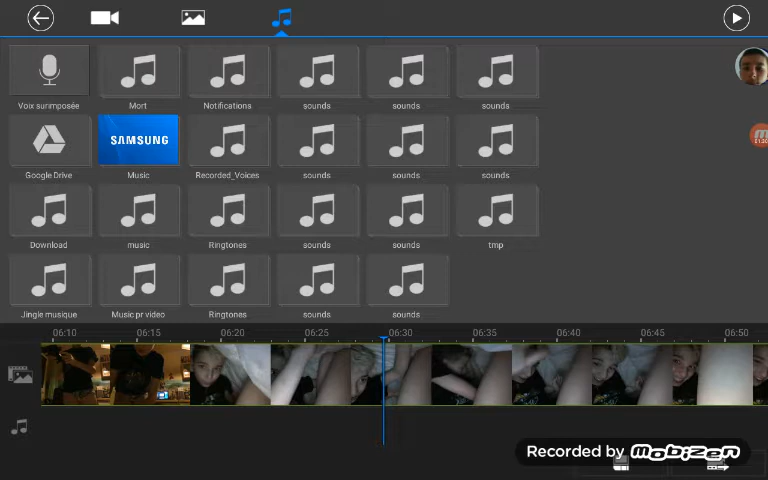 Voix surimposée Mort Notifications sounds sounds sounds
SAMSUNG
Google Drive Music Recorded_Voices sounds sounds sounds
Download music Ringtones sounds sounds tmp
Jingle musique Music pr video Ringtones sounds sounds
06:10 06:15 06:20 06:25 06:30 06:35 06:40 06:45 06:50
Recorded by MOBIZEN